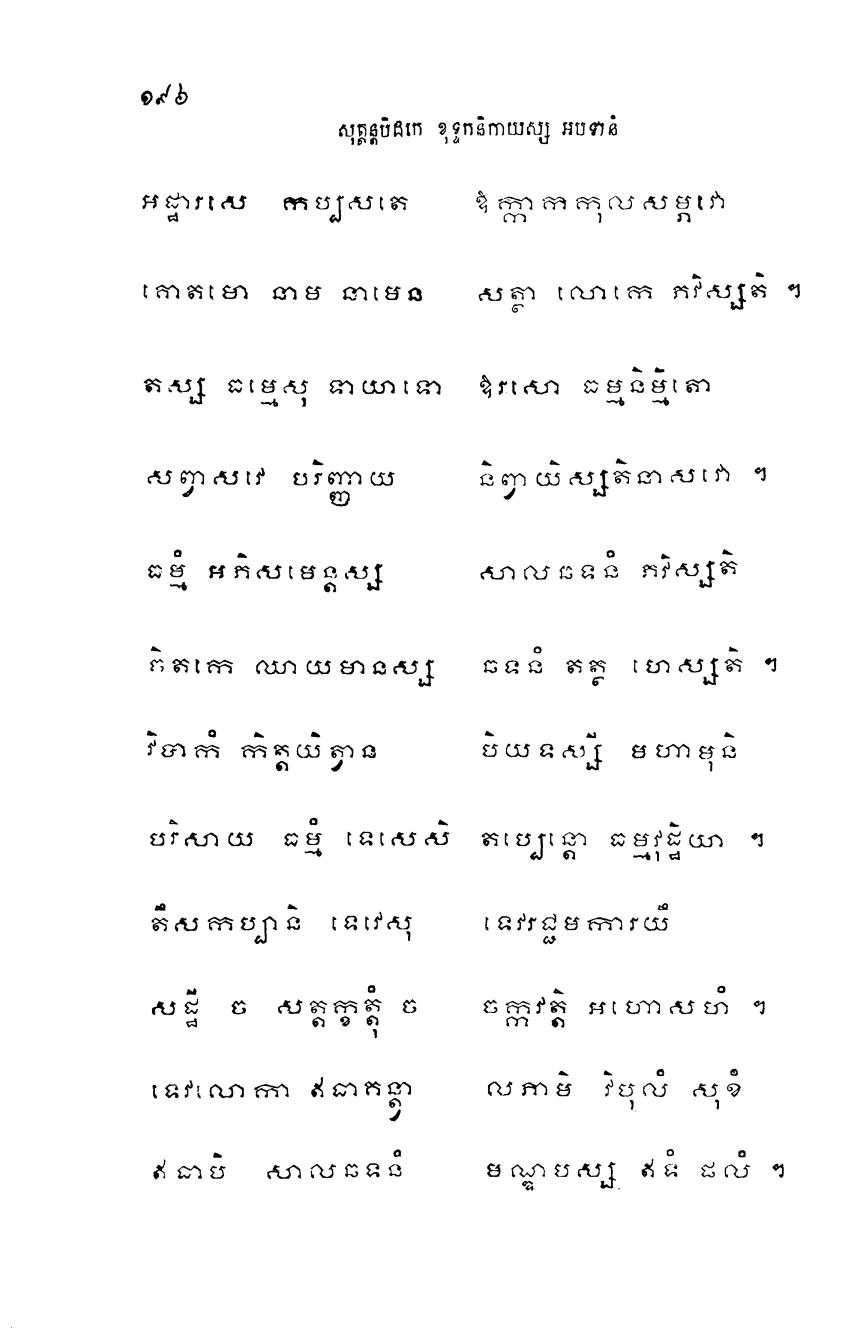 ១៩៦
សុត្តន្តបិដកេ ខុទ្ទកនិកាយស្ស អបទានំ
អដ្ឋារសេ កប្បសតេ ឱក្កាកកុលសម្ភវោ
គោតមោ នាម នាមេន សត្ថា លោកេ ភវិស្សតិ ។
តស្ស ធម្មេសុ ទាយាទោ ឱរសោ ធម្មនិម្មិតោ
សព្វាសវេ បរិញ្ញាយ និព្វាយិស្សតិនាសវោ ។
ធម្មំ អភិសមេន្តស្ស សាលឆទនំ ភវិស្សតិ
ចិតកេ ឈាយមានស្ស ឆទនំ តត្ថ ហេស្សតិ ។
វិបាកំ កិត្តយិត្វាន បិយទស្សី មហាមុនិ
បរិសាយ ធម្មំ ទេសេសិ តប្បេន្តោ ធម្មវុដ្ឋិយា ។
តឹសកប្បានិ ទេវេសុ ទេវរជ្ជមការយឹ
សដ្ឋី ច សត្តក្ខត្តុំ ច ចក្កវត្តិ អហោសហំ ។
ទេវលោកា ឥធាគន្ត្វា លភាមិ វិបុលំ សុខំ
ឥធាបិ សាលឆទនំ មណ្ឌបស្ស ឥទំ ផលំ ។